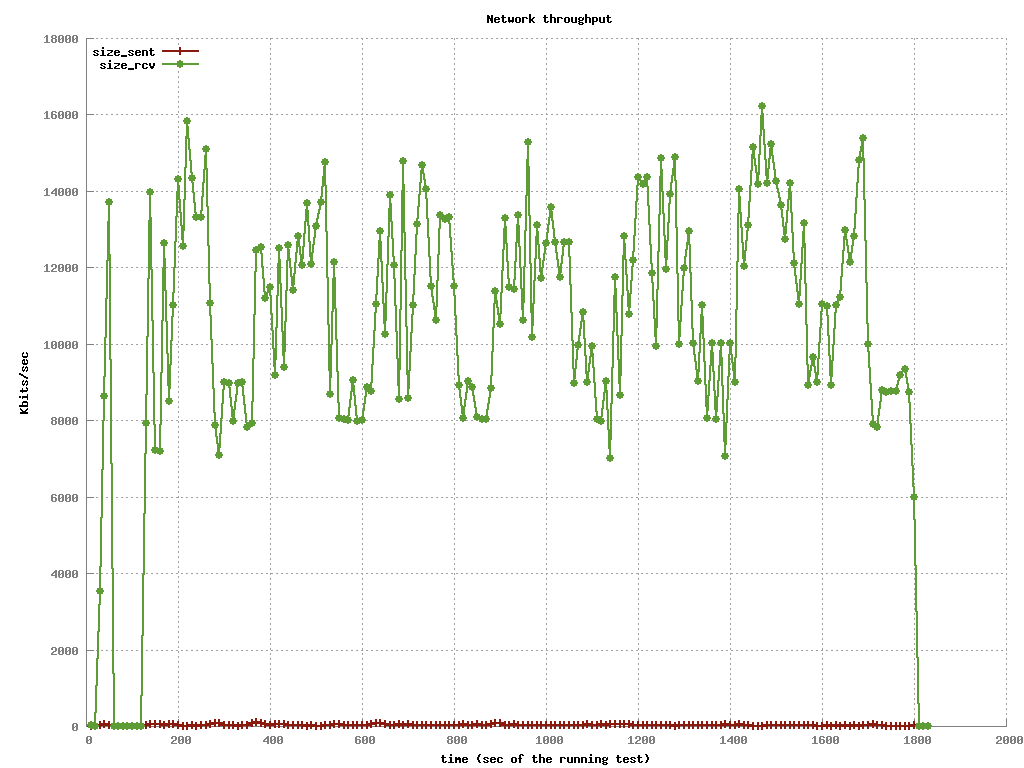 Network throughput
18000
size_sent
size_rcv
16000
14000
12000
10000
Kbits/sec
8000
6000
4000
2000
0
0 200 400 600 800 1000 1200 1400 1600 1800 2000
time (sec of the running test)